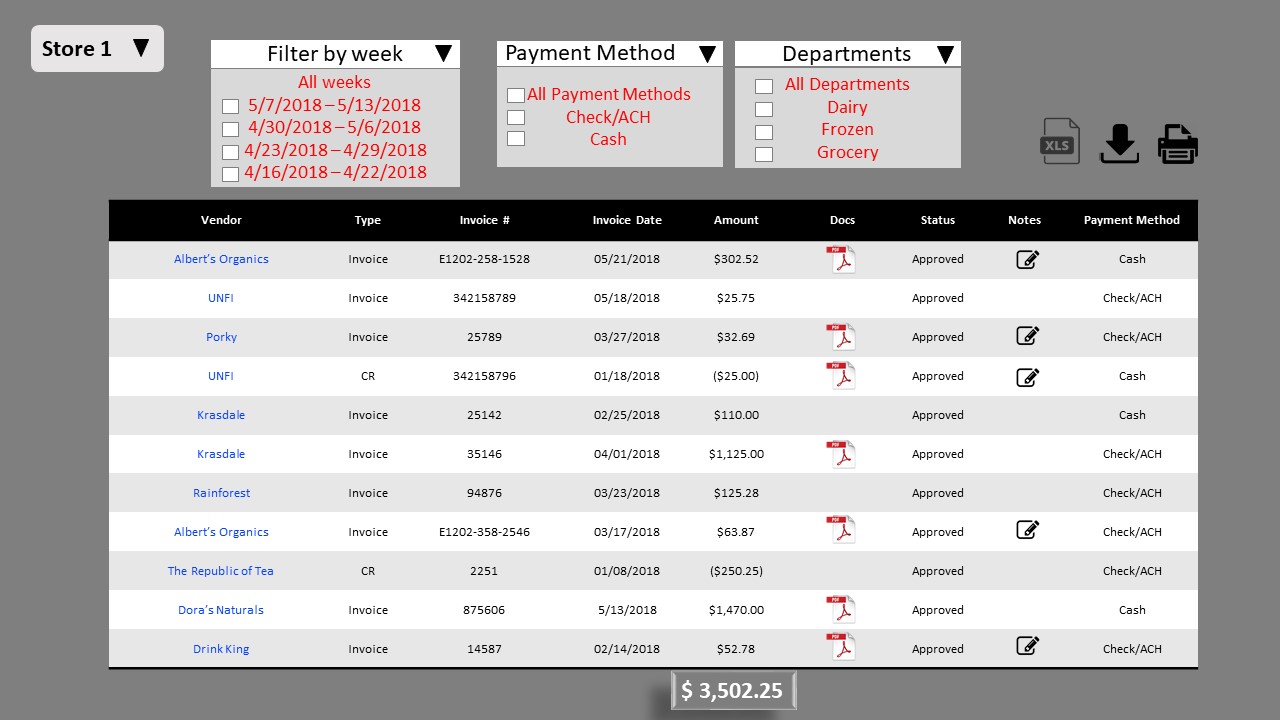 Store 1
Filter by week
All weeks
5/7/2018 – 5/13/2018
4/30/2018 – 5/6/2018
4/23/2018 – 4/29/2018
4/16/2018 – 4/22/2018
Payment Method
All Payment Methods
Check/ACH
Cash
Departments
All Departments
Dairy
Frozen
Grocery
XLS
Vendor Type Invoice # Invoice Date Amount Docs Status Notes Payment Method
Albert’s Organics Invoice E1202-258-1528 05/21/2018 $302.52 PDF Approved Cash
UNFI Invoice 342158789 05/18/2018 $25.75 Approved Check/ACH
Porky Invoice 25789 03/27/2018 $32.69 PDF Approved Check/ACH
UNFI CR 342158796 01/18/2018 ($25.00) PDF Approved Cash
Krasdale Invoice 25142 02/25/2018 $110.00 Approved Cash
Krasdale Invoice 35146 04/01/2018 $1,125.00 PDF Approved Check/ACH
Rainforest Invoice 94876 03/23/2018 $125.28 Approved Check/ACH
Albert’s Organics Invoice E1202-358-2546 03/17/2018 $63.87 PDF Approved Check/ACH
The Republic of Tea CR 2251 01/08/2018 ($250.25) Approved Check/ACH
Dora’s Naturals Invoice 875606 5/13/2018 $1,470.00 PDF Approved Cash
Drink King Invoice 14587 02/14/2018 $52.78 PDF Approved Check/ACH
$ 3,502.25